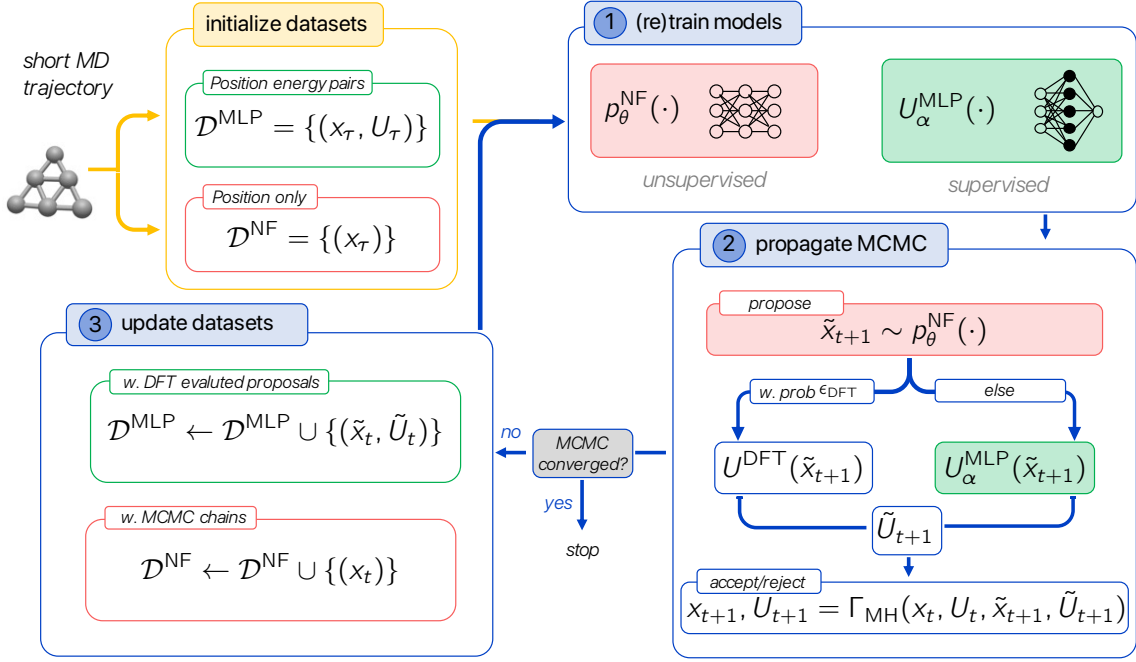 short MD
trajectory
initialize datasets
Position energy pairs
𝒟^MLP = {(x_τ, U_τ)}
Position only
𝒟^NF = {(x_τ)}
1 (re)train models
p_θ^NF(·)
U_α^MLP(·)
unsupervised
supervised
2 propagate MCMC
propose
x̃_{t+1} ∼ p_θ^NF(·)
w. prob ϵ_DFT
else
U^DFT(x̃_{t+1})
U_α^MLP(x̃_{t+1})
Ũ_{t+1}
accept/reject
x_{t+1}, U_{t+1} = Γ_MH(x_t, U_t, x̃_{t+1}, Ũ_{t+1})
MCMC
converged?
no
yes
stop
3 update datasets
w. DFT evaluted proposals
𝒟^MLP ← 𝒟^MLP ∪ {(x̃_t, Ũ_t)}
w. MCMC chains
𝒟^NF ← 𝒟^NF ∪ {(x_t)}